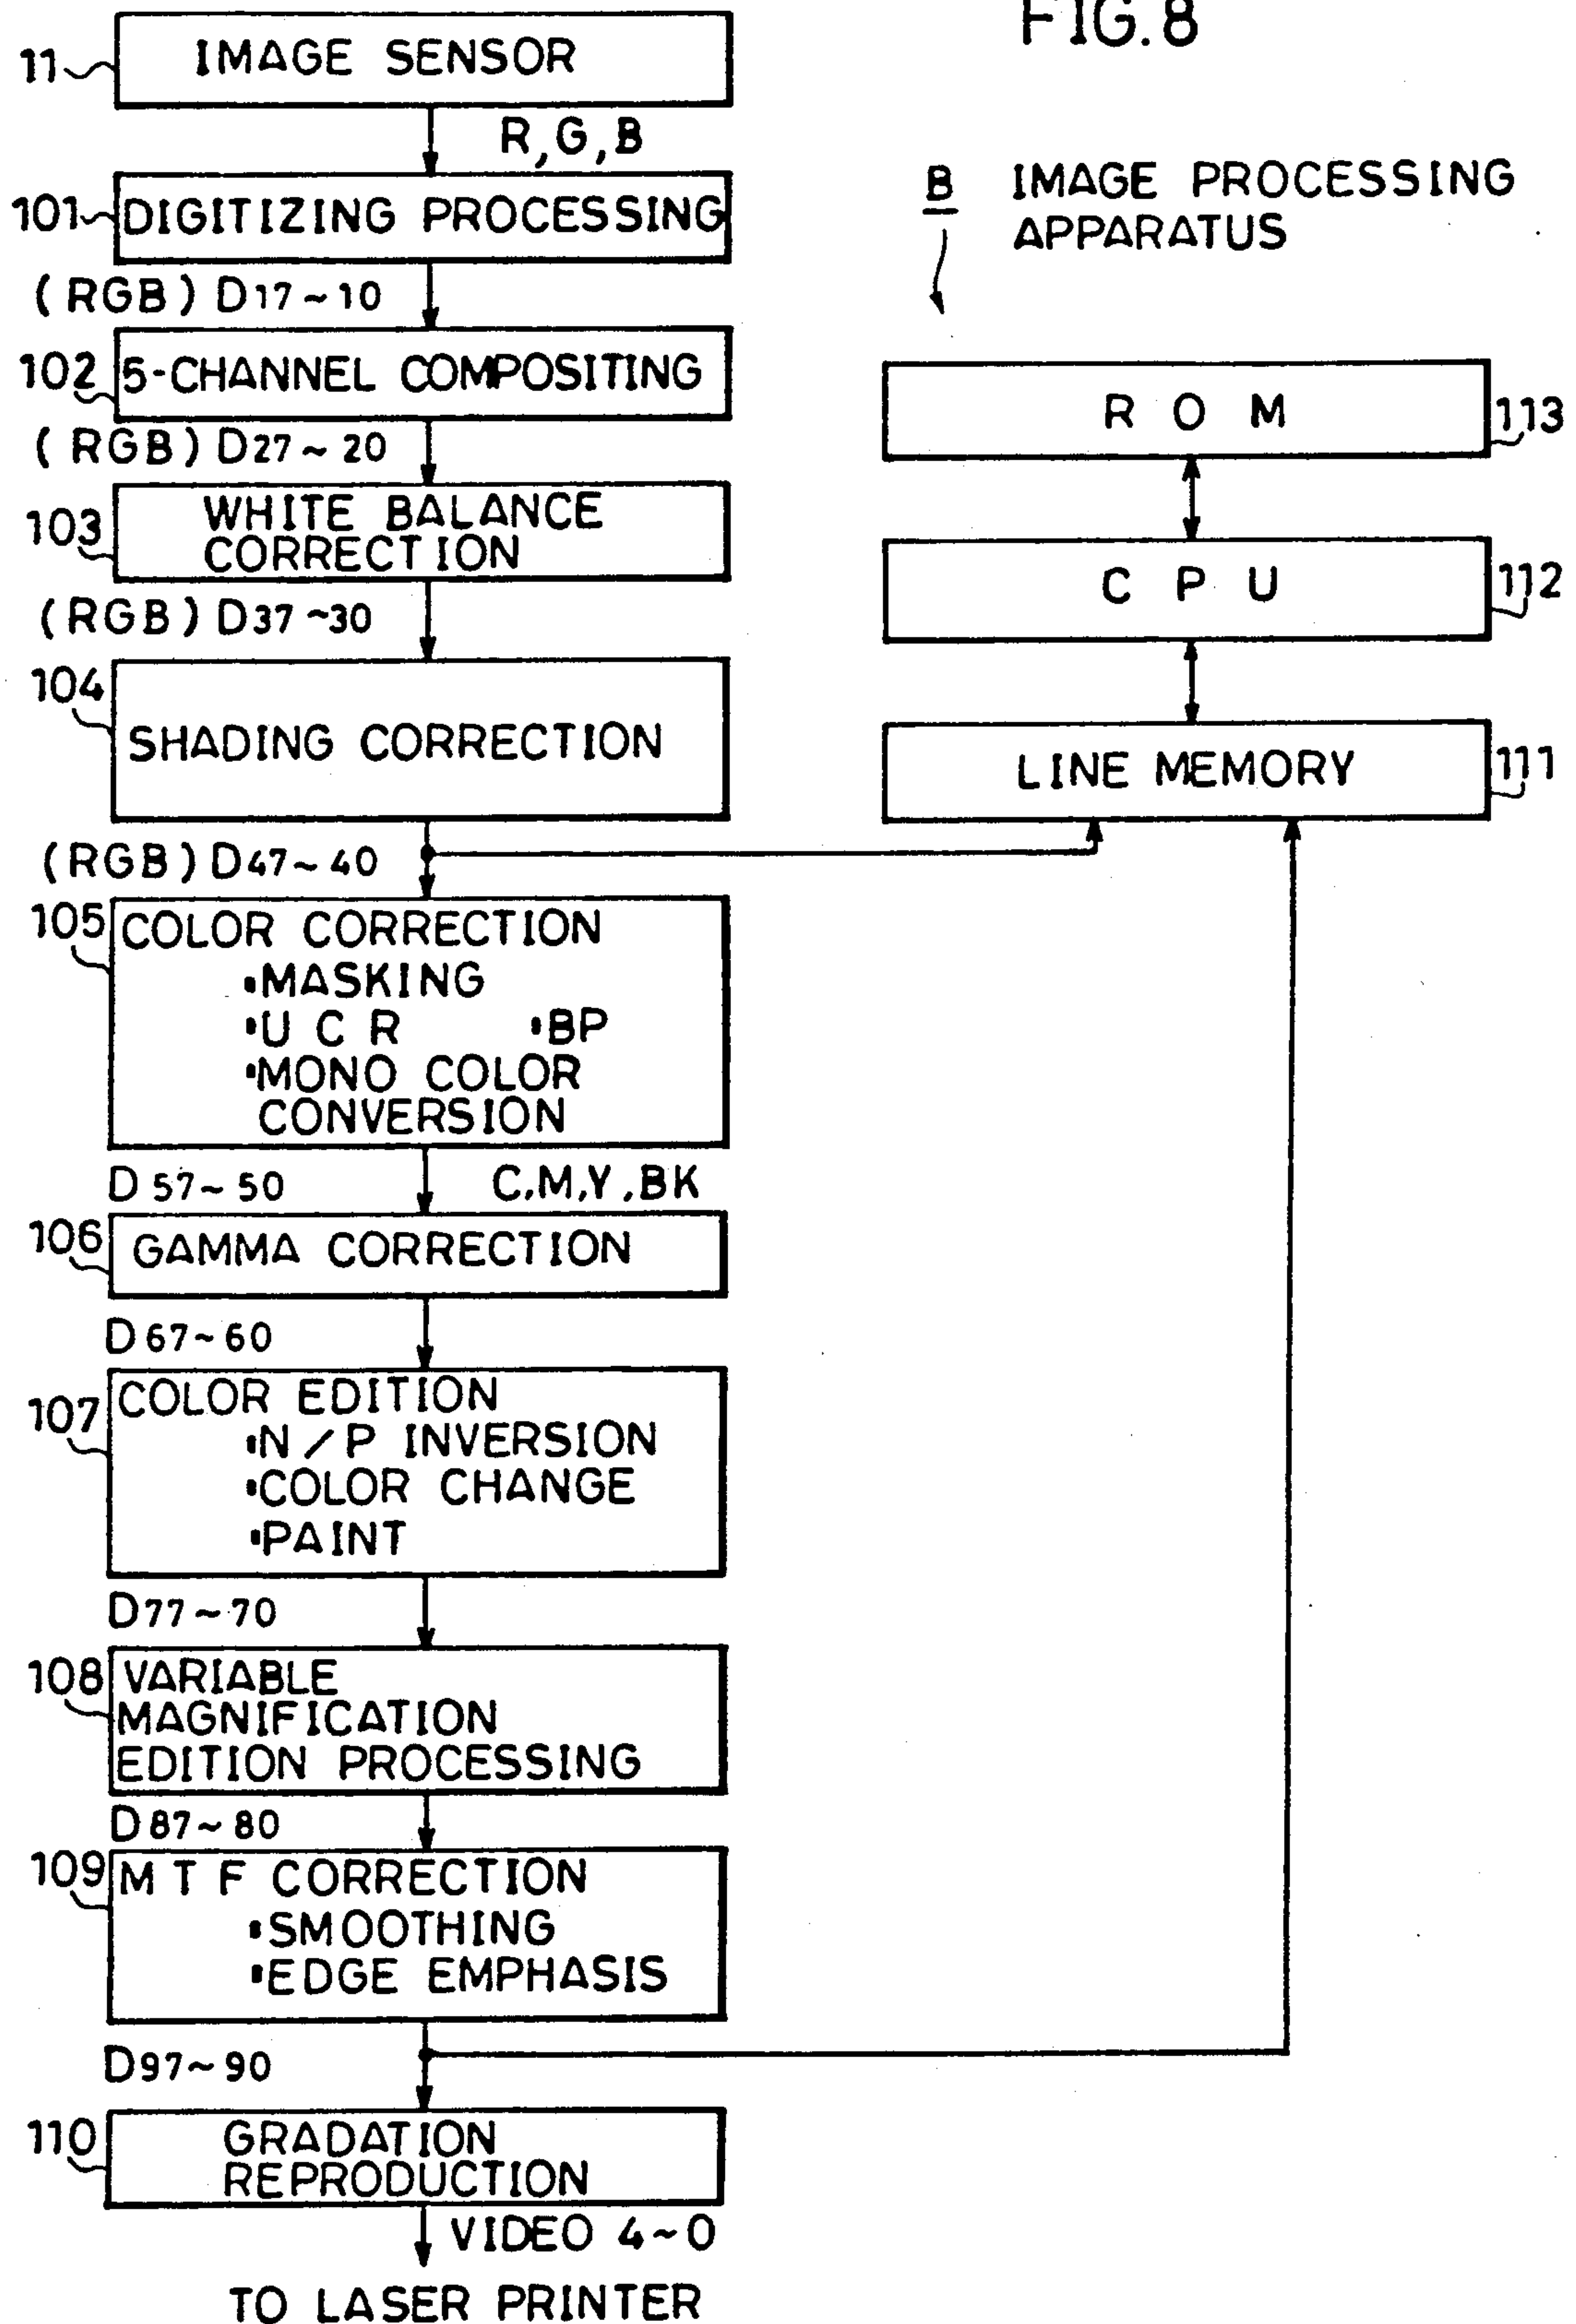 FIG. 8
11
IMAGE SENSOR
R,G,B
101
DIGITIZING PROCESSING
(RGB) D17~10
102
5-CHANNEL COMPOSITING
(RGB) D27~20
103
WHITE BALANCE
CORRECTION
(RGB) D37~30
104
SHADING CORRECTION
(RGB) D47~40
105
COLOR CORRECTION
▪MASKING
▪U C R ▪BP
▪MONO COLOR
CONVERSION
D57~50 C,M,Y,BK
106
GAMMA CORRECTION
D67~60
107
COLOR EDITION
▪N/P INVERSION
▪COLOR CHANGE
▪PAINT
D77~70
108
VARIABLE
MAGNIFICATION
EDITION PROCESSING
D87~80
109
M T F CORRECTION
▪SMOOTHING
▪EDGE EMPHASIS
D97~90
110
GRADATION
REPRODUCTION
VIDEO 4~0
TO LASER PRINTER
B IMAGE PROCESSING
APPARATUS
R O M
113
C P U
112
LINE MEMORY
111